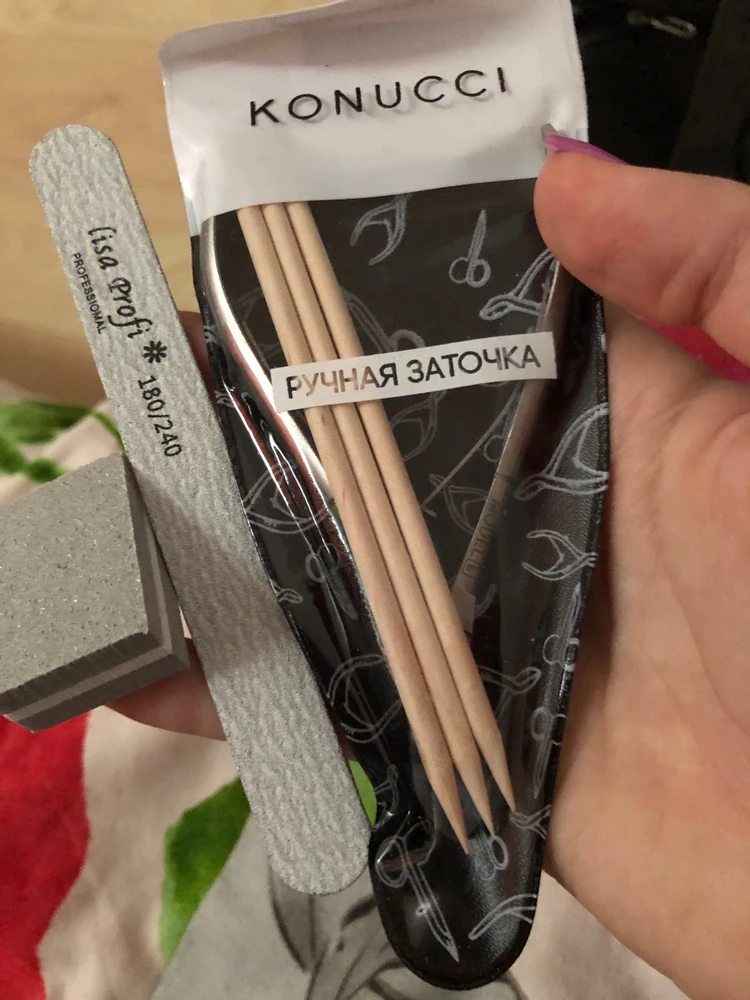 KONUCCI
РУЧНАЯ ЗАТОЧКА
lisa Profi
PROFESSIONAL
180/240